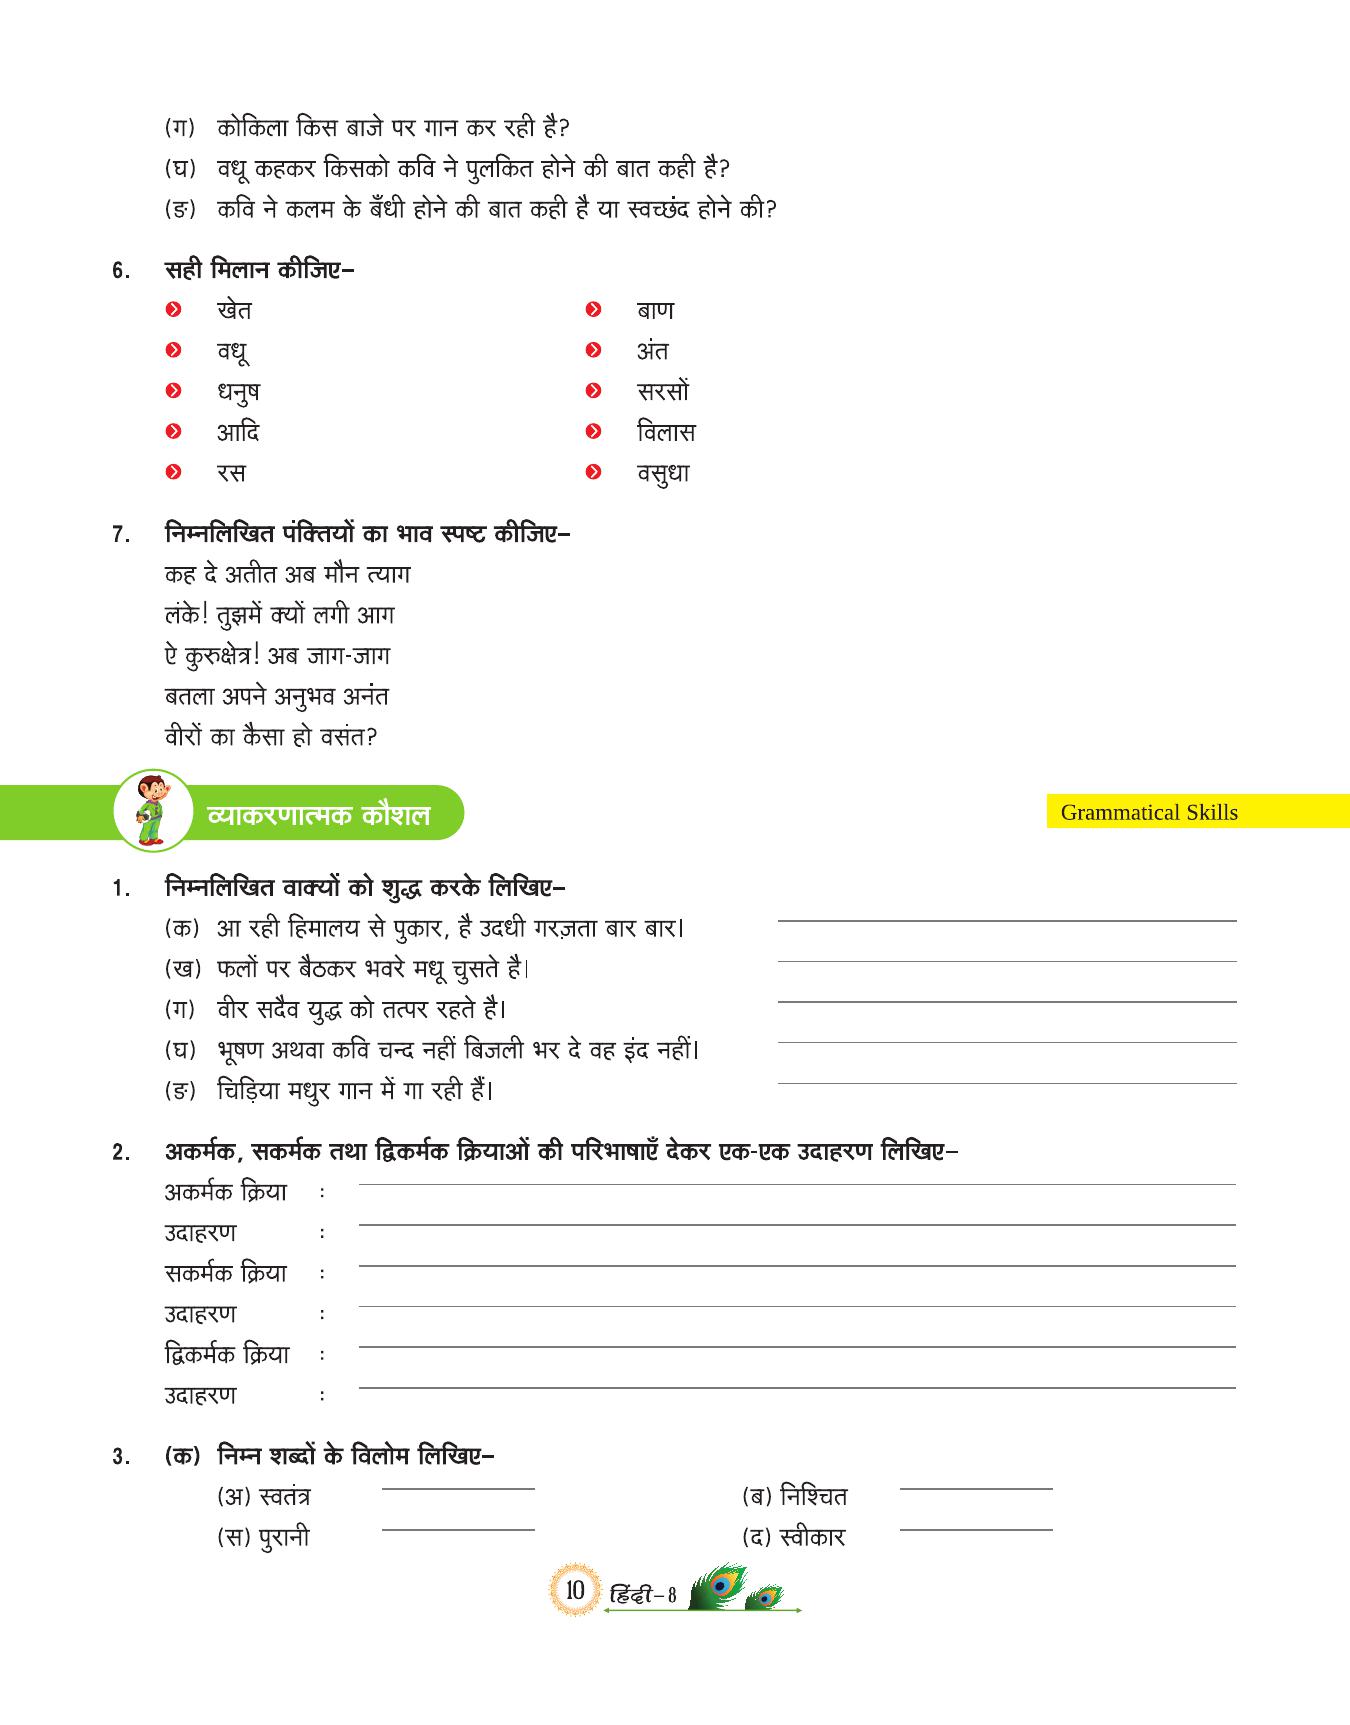 (ग) कोकिला किस बाजे पर गान कर रही है?
(घ) वधू कहकर किसको कवि ने पुलकित होने की बात कही है?
(ङ) कवि ने कलम के बँधी होने की बात कही है या स्वच्छंद होने की?
6. सही मिलान कीजिए–
खेत बाण
वधू अंत
धनुष सरसों
आदि विलास
रस वसुधा
7. निम्नलिखित पंक्तियों का भाव स्पष्ट कीजिए–
कह दे अतीत अब मौन त्याग
लंके! तुझमें क्यों लगी आग
ऐ कुरुक्षेत्र! अब जाग-जाग
बतला अपने अनुभव अनंत
वीरों का कैसा हो वसंत?
व्याकरणात्मक कौशल Grammatical Skills
1. निम्नलिखित वाक्यों को शुद्ध करके लिखिए–
(क) आ रही हिमालय से पुकार, है उदधी गरज़ता बार बार।
(ख) फलों पर बैठकर भवरे मधू चुसते है।
(ग) वीर सदैव युद्ध को तत्पर रहते है।
(घ) भूषण अथवा कवि चन्द नहीं बिजली भर दे वह इंद नहीं।
(ङ) चिड़िया मधुर गान में गा रही हैं।
2. अकर्मक, सकर्मक तथा द्विकर्मक क्रियाओं की परिभाषाएँ देकर एक-एक उदाहरण लिखिए–
अकर्मक क्रिया :
उदाहरण :
सकर्मक क्रिया :
उदाहरण :
द्विकर्मक क्रिया :
उदाहरण :
3. (क) निम्न शब्दों के विलोम लिखिए–
(अ) स्वतंत्र (ब) निश्चित
(स) पुरानी (द) स्वीकार
10 हिंदी–8